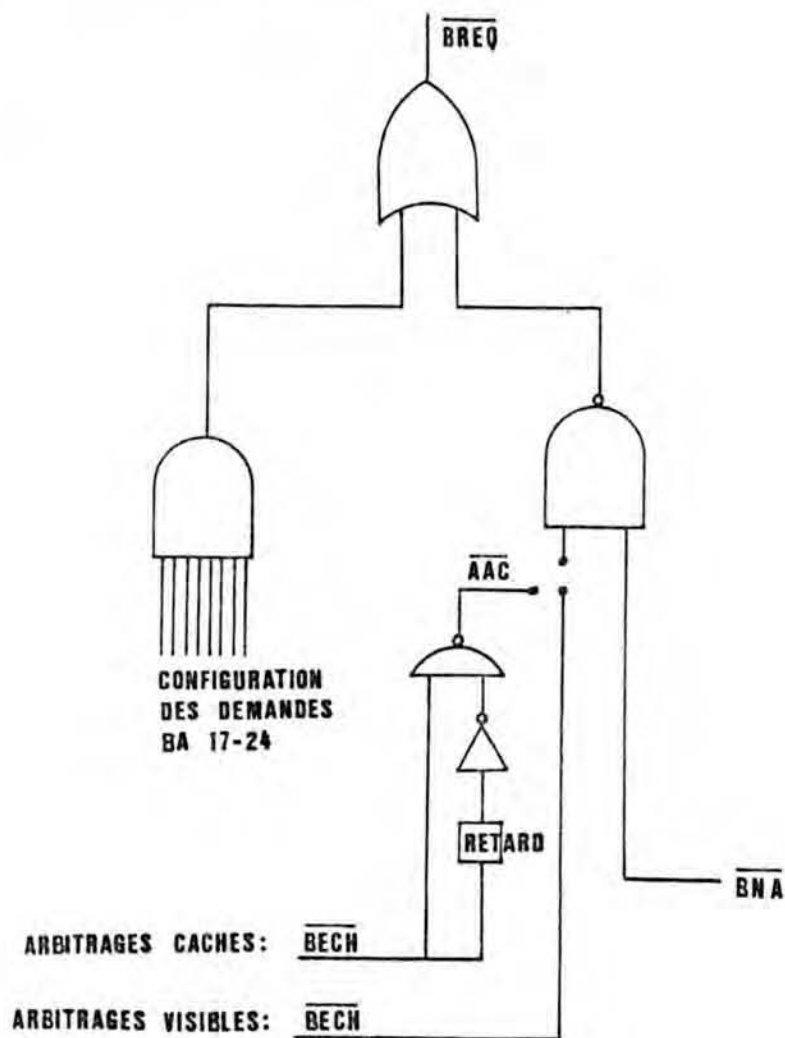 BREQ
AAC
CONFIGURATION
DES DEMANDES
BA 17-24
RETARD
BNA
ARBITRAGES CACHES: BECH
ARBITRAGES VISIBLES: BECH